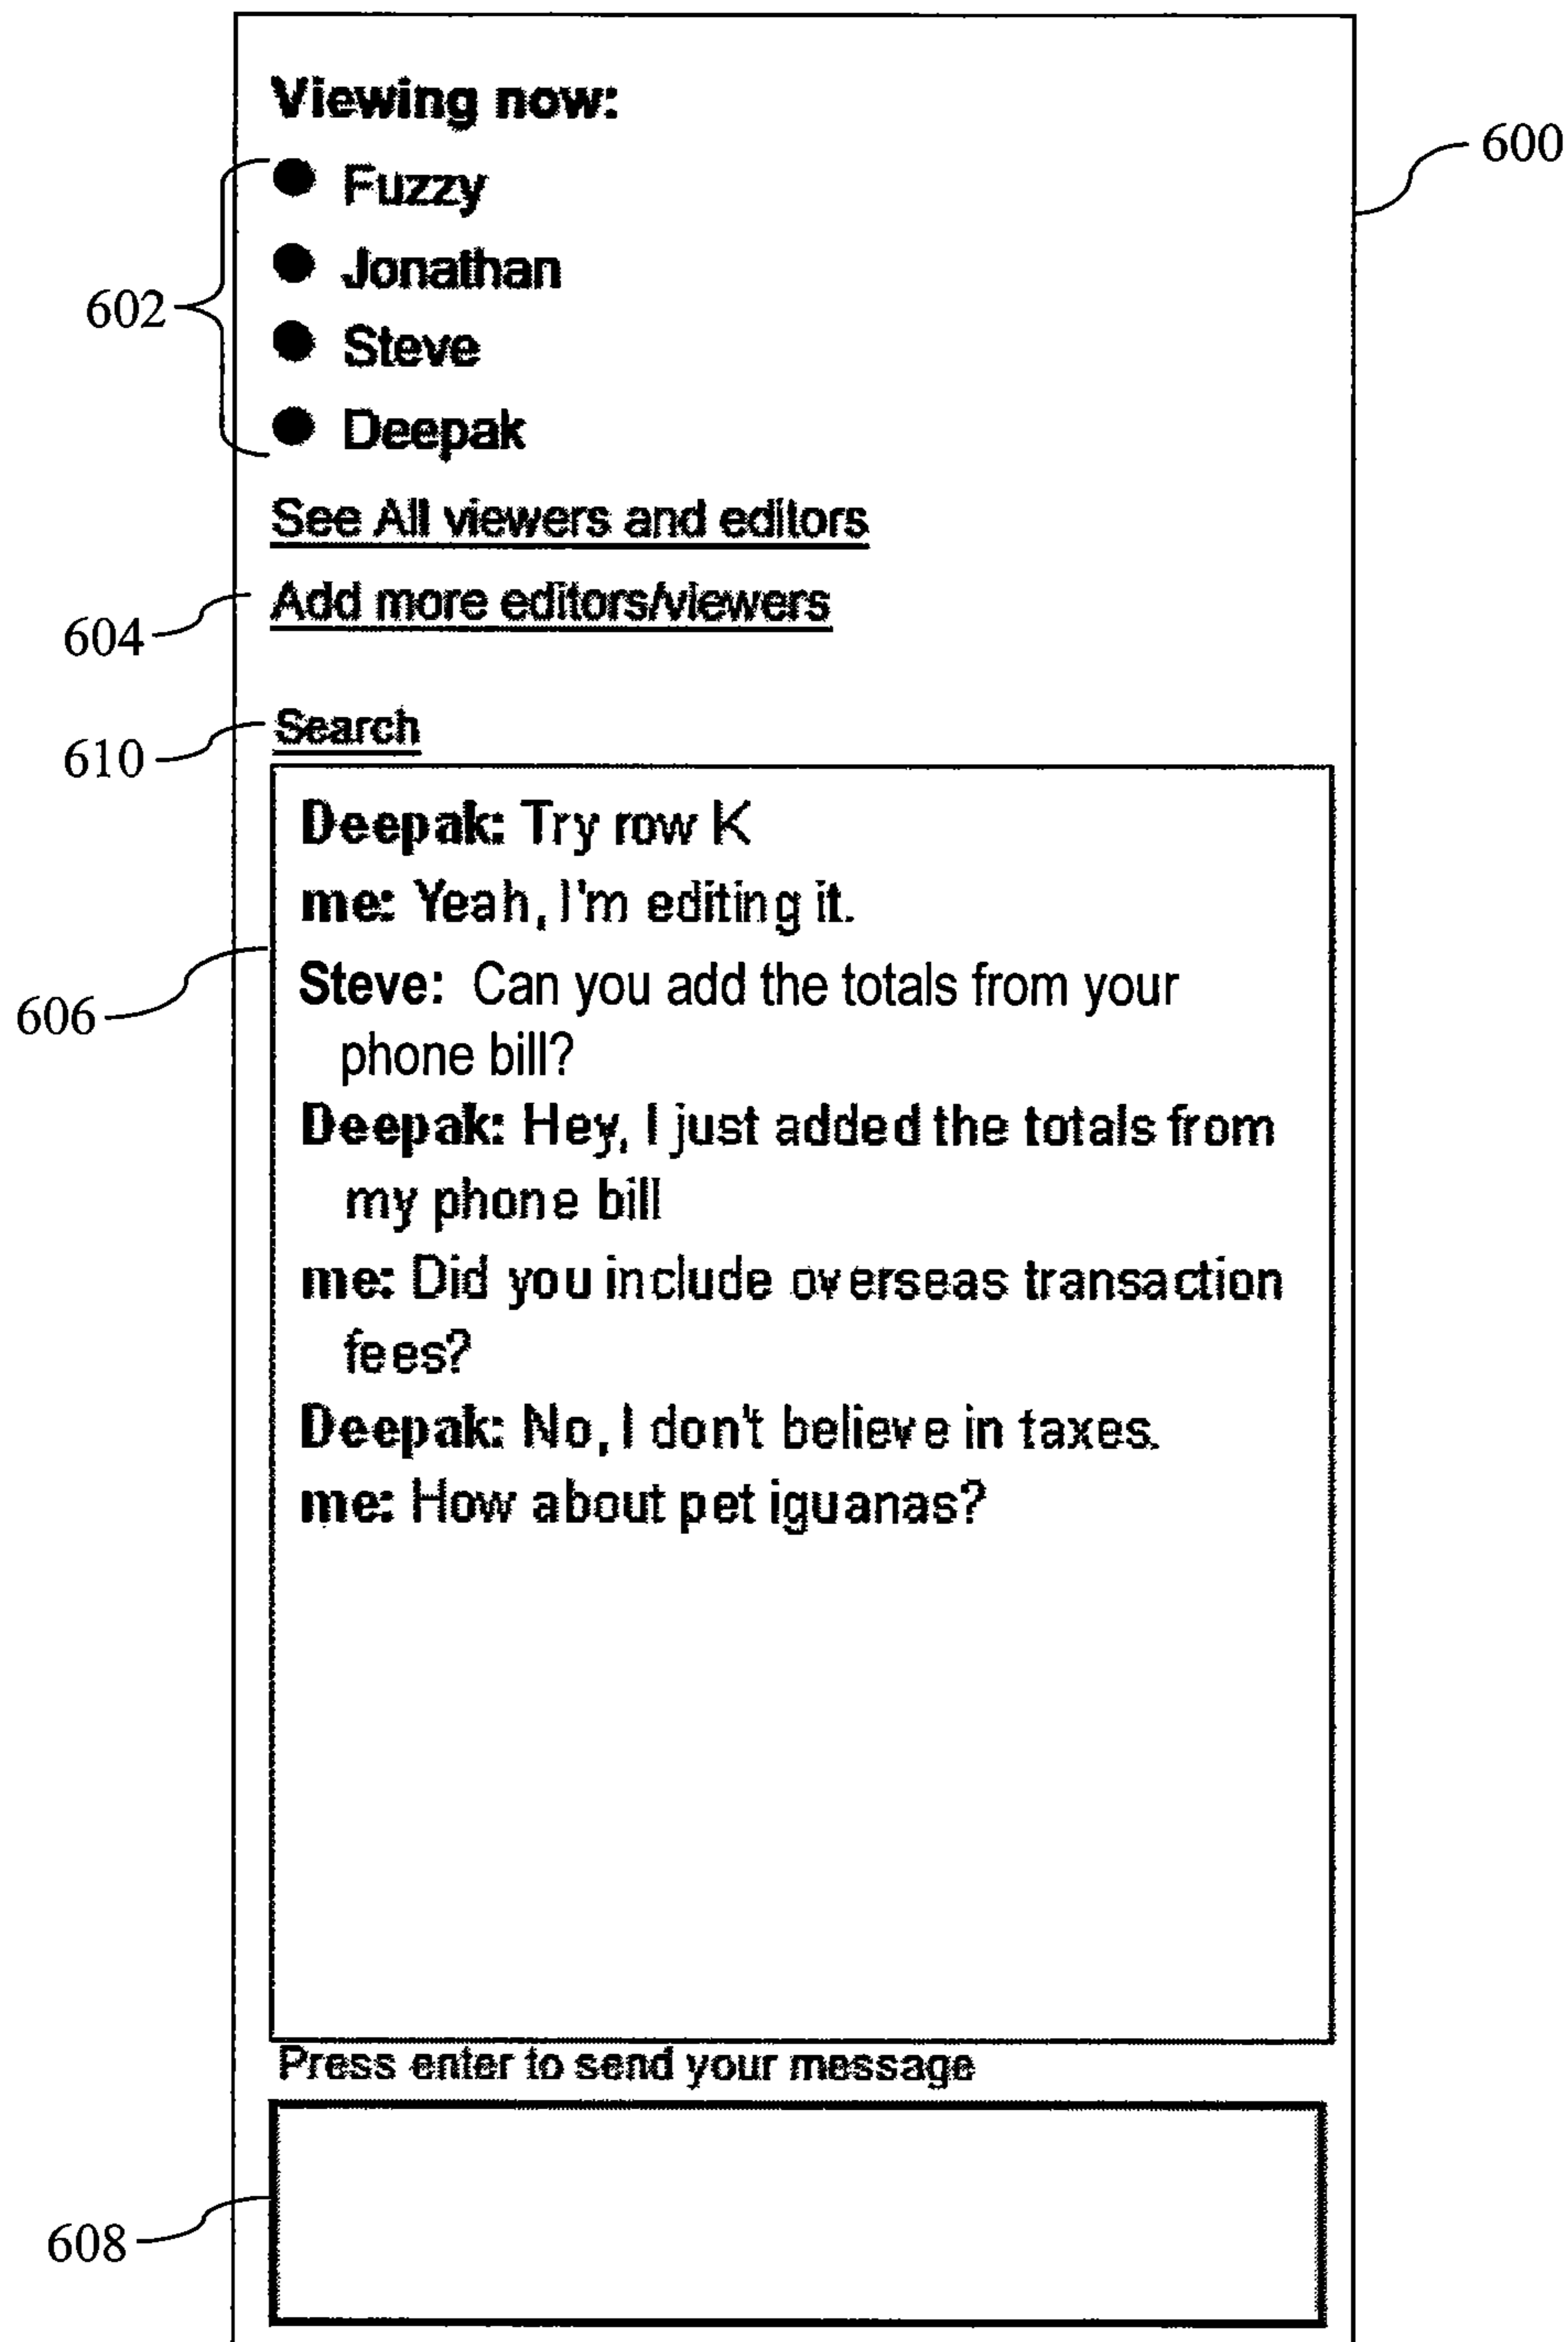 Viewing now:
600
Fuzzy
Jonathan
602
Steve
Deepak
See All viewers and editors
Add more editors/viewers
604
Search
610
Deepak: Try row K
me: Yeah, I'm editing it.
606
Steve: Can you add the totals from your
phone bill?
Deepak: Hey, I just added the totals from
my phone bill
me: Did you include overseas transaction
fees?
Deepak: No, I don't believe in taxes.
me: How about pet iguanas?
Press enter to send your message
608